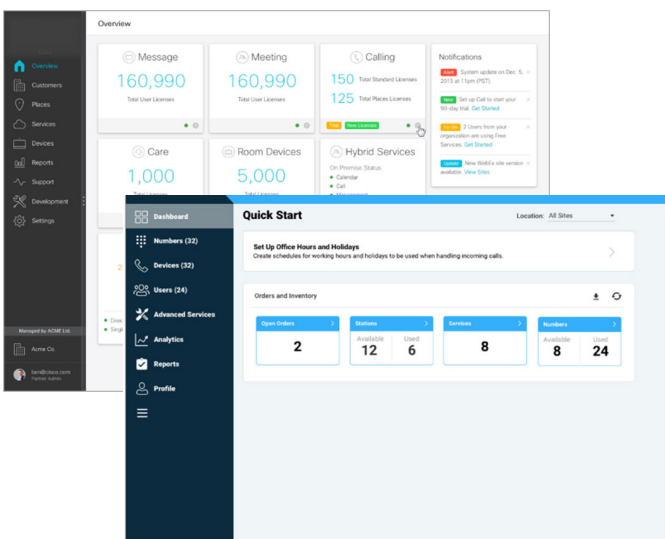 Overview
Overview
Customers
Places
Services
Devices
Reports
Support
Development
Settings
Managed by ACME Ltd.
Acme Co.
ben@cisco.com
Partner Admin
Message
160,990
Total User Licenses
Meeting
160,990
Total User Licenses
Calling
150 Total Standard Licenses
125 Total Places Licenses
Trial New Licenses
Care
1,000
Room Devices
5,000
Hybrid Services
On Premise Status
Calendar
Call
Notifications
Alert System update on Dec. 5,
2015 at 11pm (PST).
New Set up Call to start your
90-day trial. Get Started
2 Users from your
organization are using Free
Services. Get Started
Update New WebEx site version
available. View Sites
Dashboard
Numbers (32)
Devices (32)
Users (24)
Advanced Services
Analytics
Reports
Profile
Quick Start
Location: All Sites
Set Up Office Hours and Holidays
Create schedules for working hours and holidays to be used when handling incoming calls.
Orders and Inventory
Open Orders
2
Stations
Available Used
12 6
Services
8
Numbers
Available Used
8 24